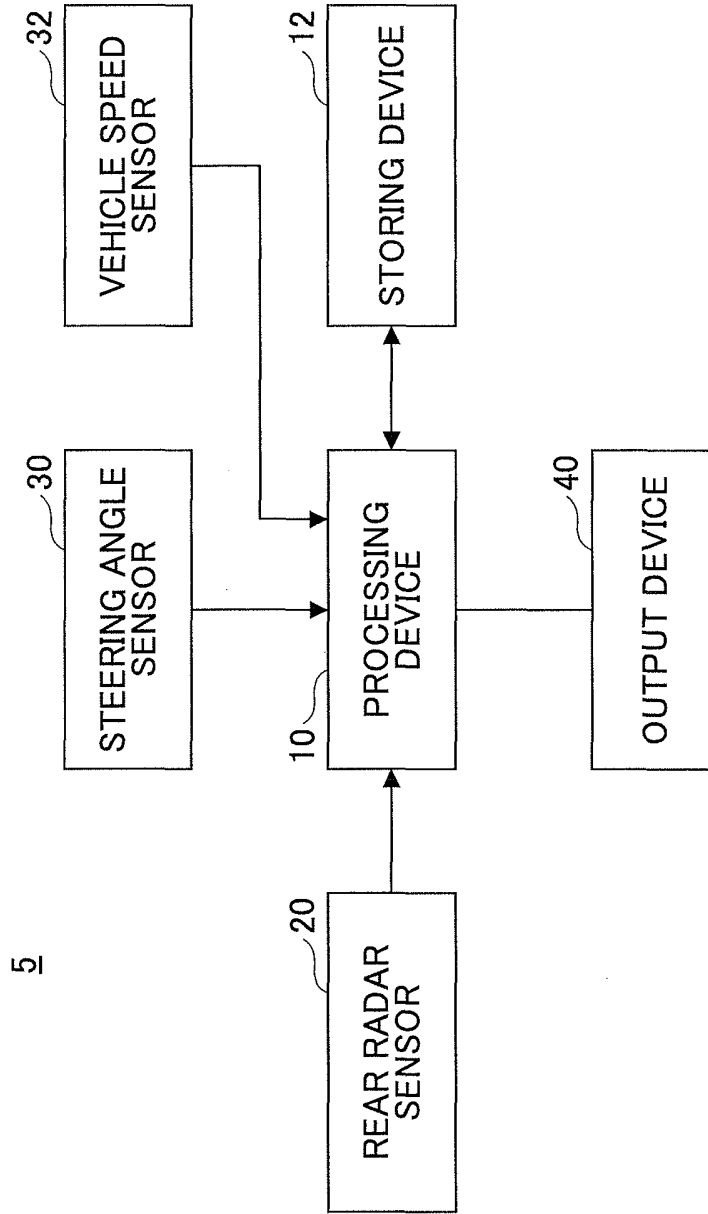 5
30
STEERING ANGLE
SENSOR
32
VEHICLE SPEED
SENSOR
20
REAR RADAR
SENSOR
10
PROCESSING
DEVICE
12
STORING DEVICE
40
OUTPUT DEVICE